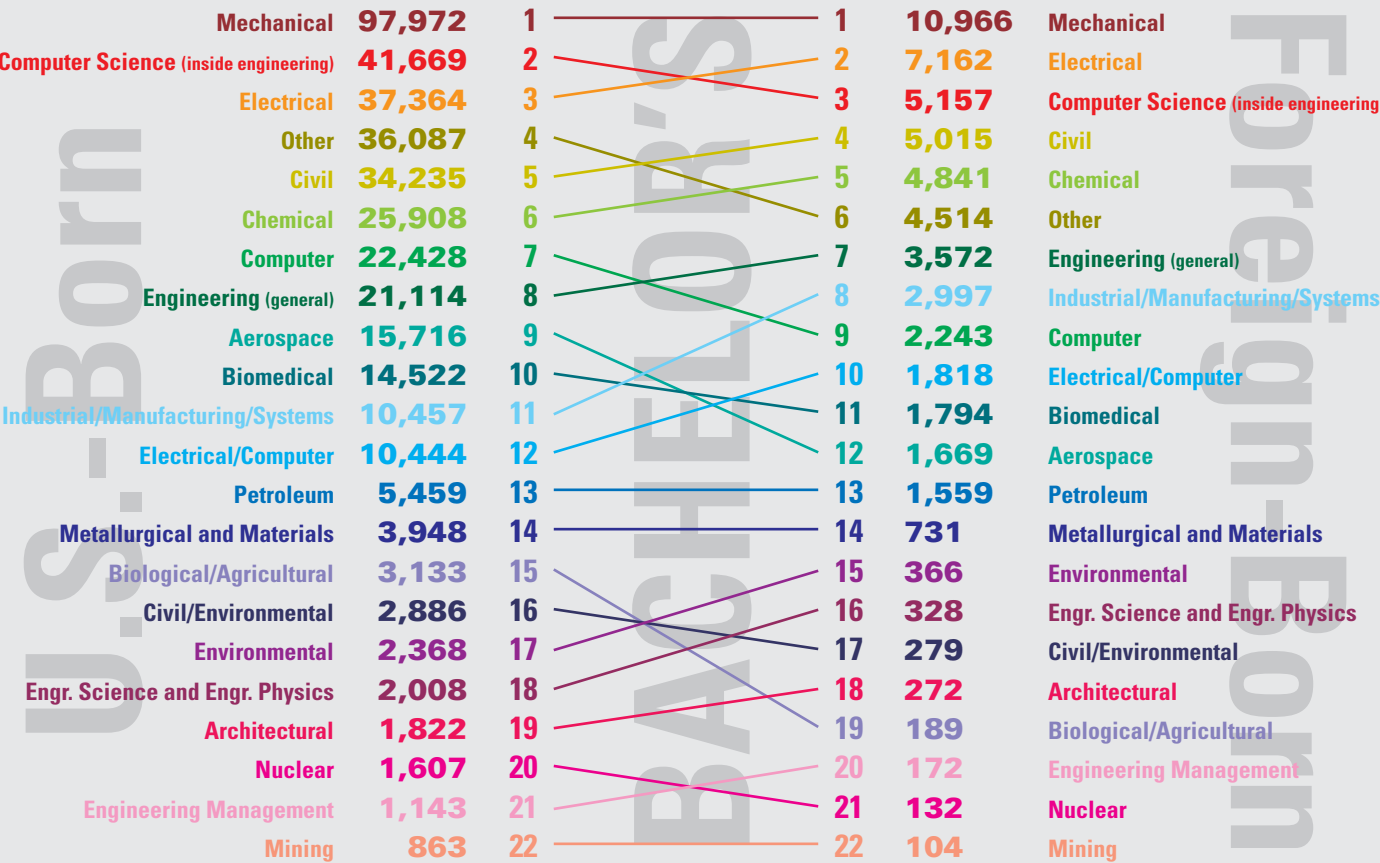 Mechanical 97,972 1 1 10,966 Mechanical
Computer Science (inside engineering) 41,669 2 2 7,162 Electrical
Electrical 37,364 3 3 5,157 Computer Science (inside engineering
Other 36,087 4 4 5,015 Civil
Civil 34,235 5 5 4,841 Chemical
Chemical 25,908 6 6 4,514 Other
Computer 22,428 7 7 3,572 Engineering (general)
Engineering (general) 21,114 8 8 2,997 Industrial/Manufacturing/Systems
Aerospace 15,716 9 9 2,243 Computer
Biomedical 14,522 10 10 1,818 Electrical/Computer
Industrial/Manufacturing/Systems 10,457 11 11 1,794 Biomedical
Electrical/Computer 10,444 12 12 1,669 Aerospace
Petroleum 5,459 13 13 1,559 Petroleum
Metallurgical and Materials 3,948 14 14 731 Metallurgical and Materials
Biological/Agricultural 3,133 15 15 366 Environmental
Civil/Environmental 2,886 16 16 328 Engr. Science and Engr. Physics
Environmental 2,368 17 17 279 Civil/Environmental
Engr. Science and Engr. Physics 2,008 18 18 272 Architectural
Architectural 1,822 19 19 189 Biological/Agricultural
Nuclear 1,607 20 20 172 Engineering Management
Engineering Management 1,143 21 21 132 Nuclear
Mining 863 22 22 104 Mining
U.S.-Born
BACHELOR'S
Foreign-Born